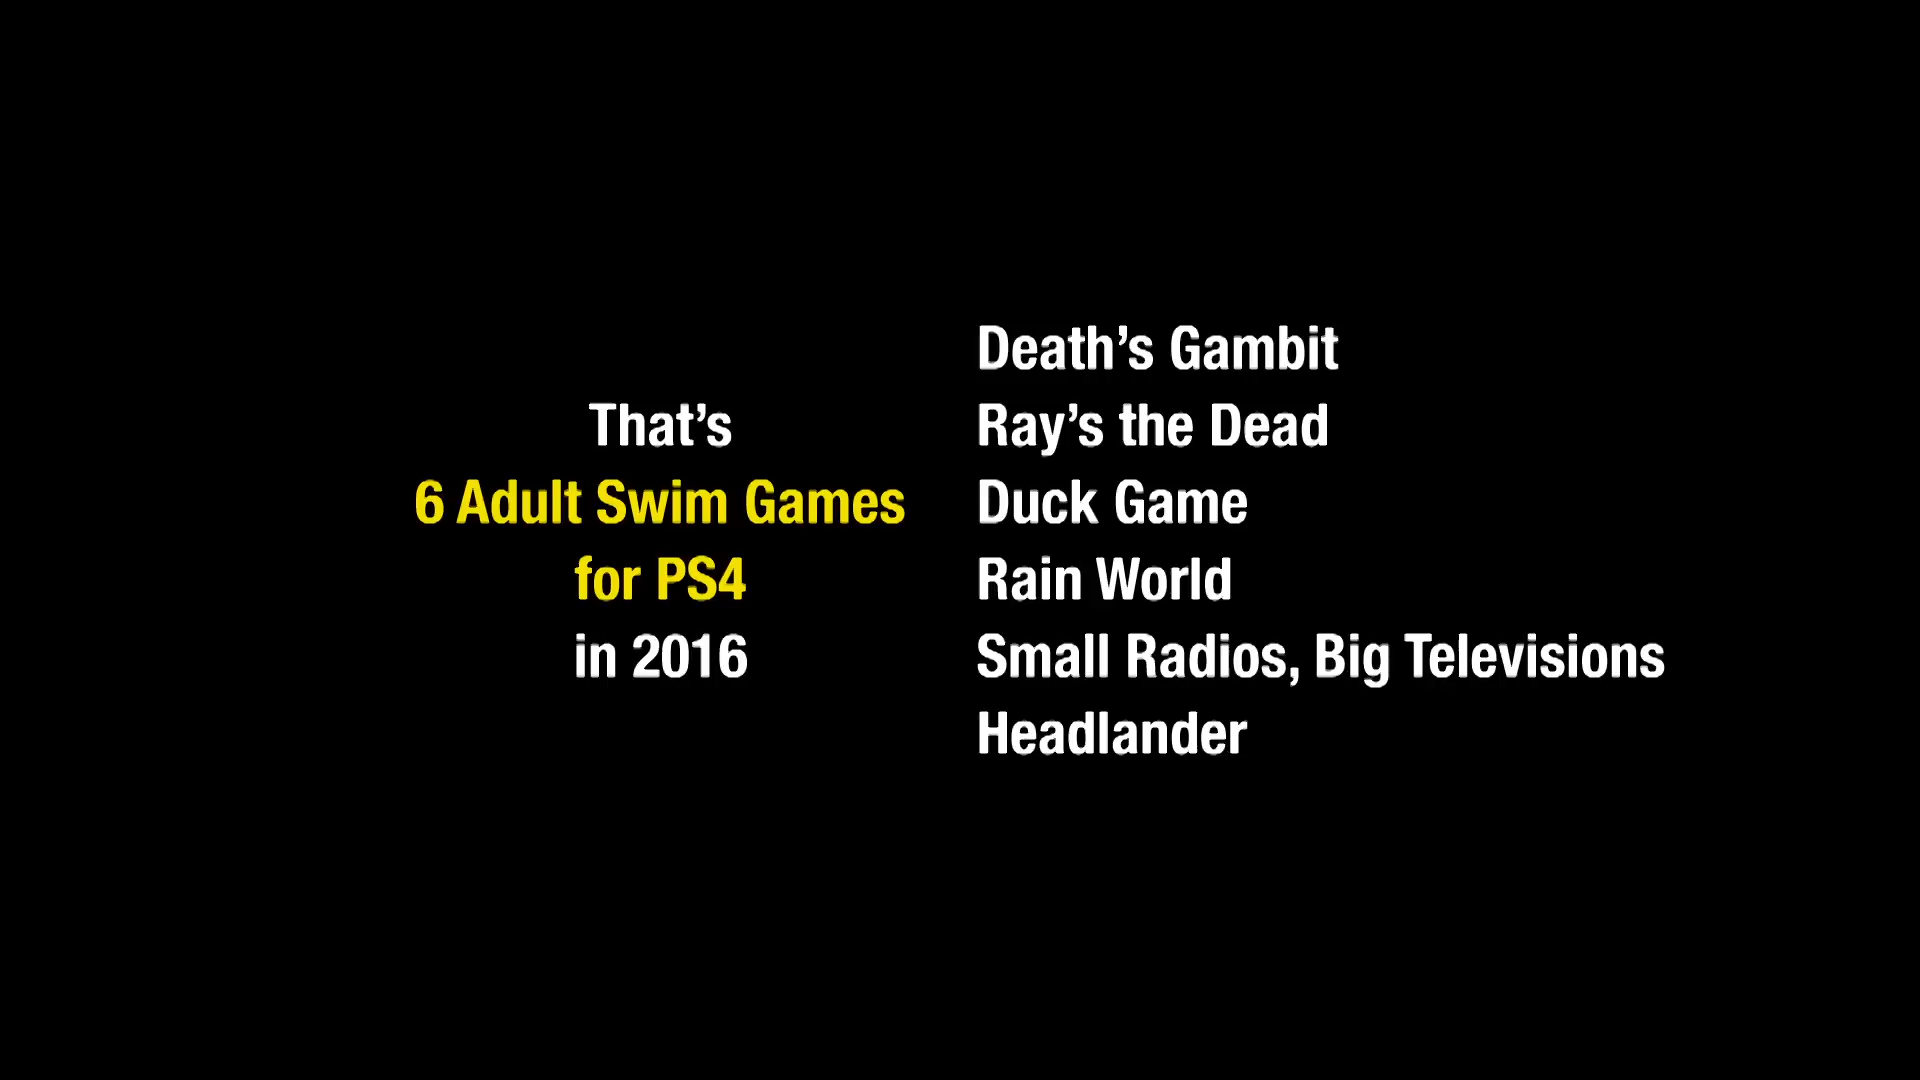 That’s
6 Adult Swim Games
for PS4
in 2016
Death’s Gambit
Ray’s the Dead
Duck Game
Rain World
Small Radios, Big Televisions
Headlander